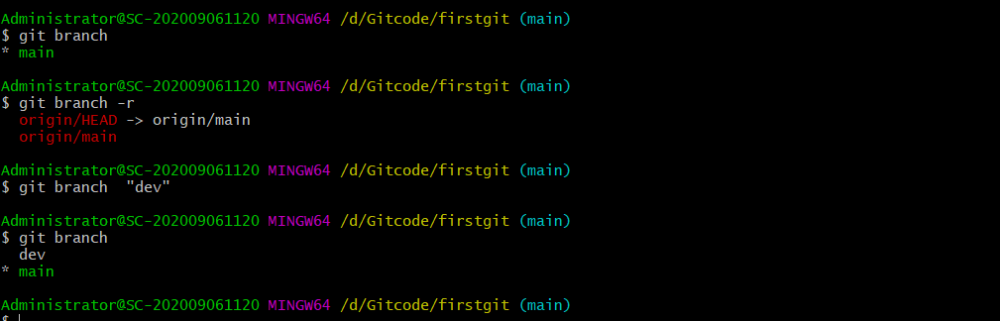 Administrator@SC-202009061120 MINGW64 /d/Gitcode/firstgit (main)
$ git branch
* main
Administrator@SC-202009061120 MINGW64 /d/Gitcode/firstgit (main)
$ git branch -r
  origin/HEAD -> origin/main
  origin/main
Administrator@SC-202009061120 MINGW64 /d/Gitcode/firstgit (main)
$ git branch  "dev"
Administrator@SC-202009061120 MINGW64 /d/Gitcode/firstgit (main)
$ git branch
  dev
* main
Administrator@SC-202009061120 MINGW64 /d/Gitcode/firstgit (main)
$